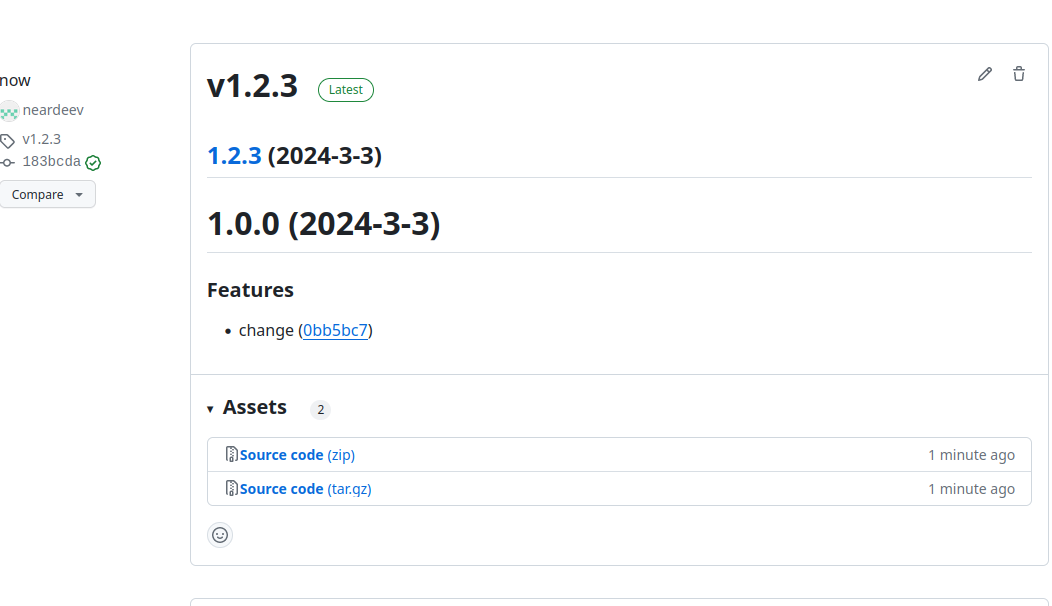 now
neardeev
v1.2.3
183bcda
Compare
v1.2.3 Latest
1.2.3 (2024-3-3)
1.0.0 (2024-3-3)
Features
• change (0bb5bc7)
Assets 2
Source code (zip) 1 minute ago
Source code (tar.gz) 1 minute ago